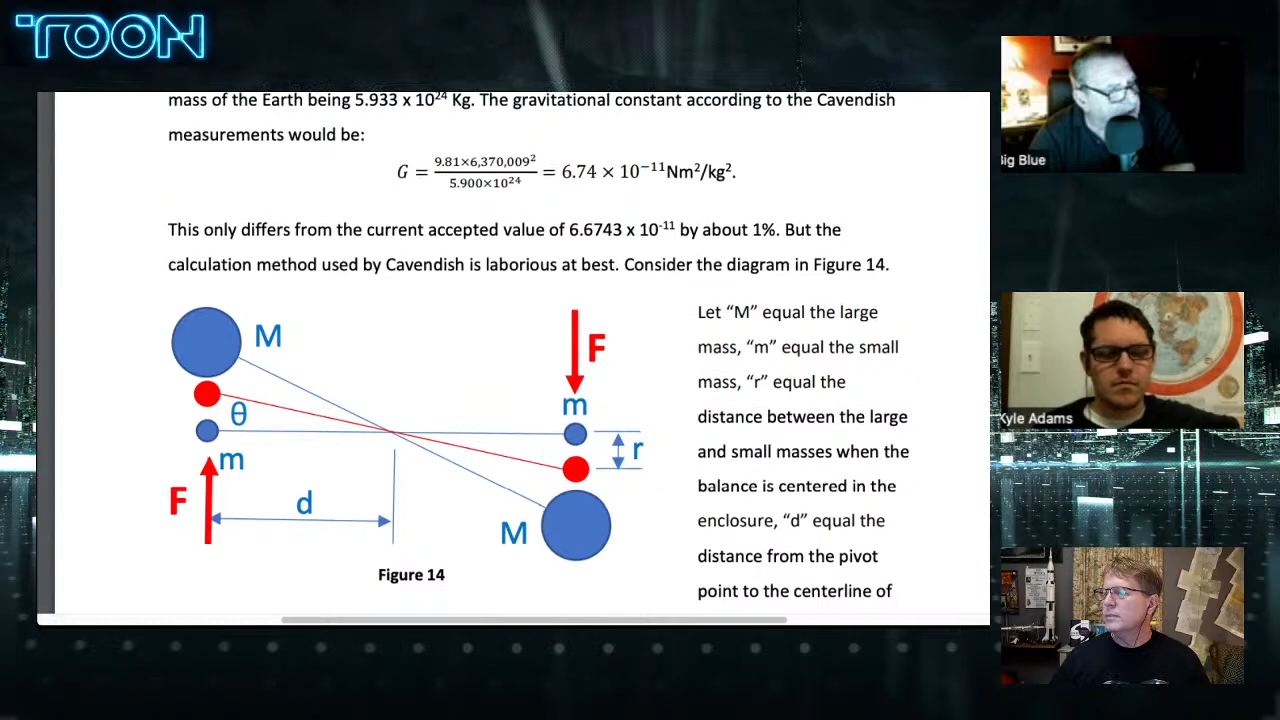 TOON
mass of the Earth being 5.933 x 10²⁴ Kg. The gravitational constant according to the Cavendish
measurements would be:
G = 9.81×6,370,009² / 5.900×10²⁴ = 6.74 × 10⁻¹¹Nm²/kg².
This only differs from the current accepted value of 6.6743 x 10⁻¹¹ by about 1%. But the
calculation method used by Cavendish is laborious at best. Consider the diagram in Figure 14.
M
F
m
θ
m
r
F
d
M
Figure 14
Let “M” equal the large
mass, “m” equal the small
mass, “r” equal the
distance between the large
and small masses when the
balance is centered in the
enclosure, “d” equal the
distance from the pivot
point to the centerline of
Big Blue
Kyle Adams